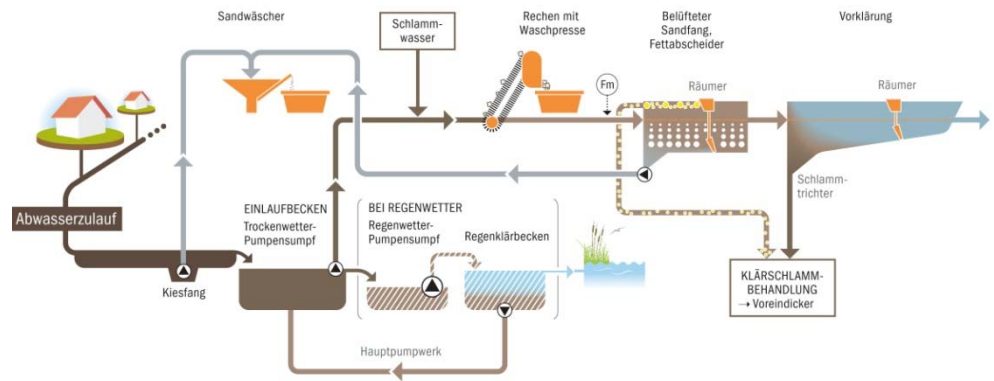 Sandwäscher
Schlamm-
wasser
Rechen mit
Waschpresse
Belüfteter
Sandfang,
Fettabscheider
Vorklärung
Fm
Räumer
Räumer
Abwasserzulauf
EINLAUFBECKEN
Trockenwetter-
Pumpensumpf
BEI REGENWETTER
Regenwetter-
Pumpensumpf
Regenklärbecken
Schlamm-
trichter
Kiesfang
KLÄRSCHLAMM-
BEHANDLUNG
→ Voreindicker
Hauptpumpwerk